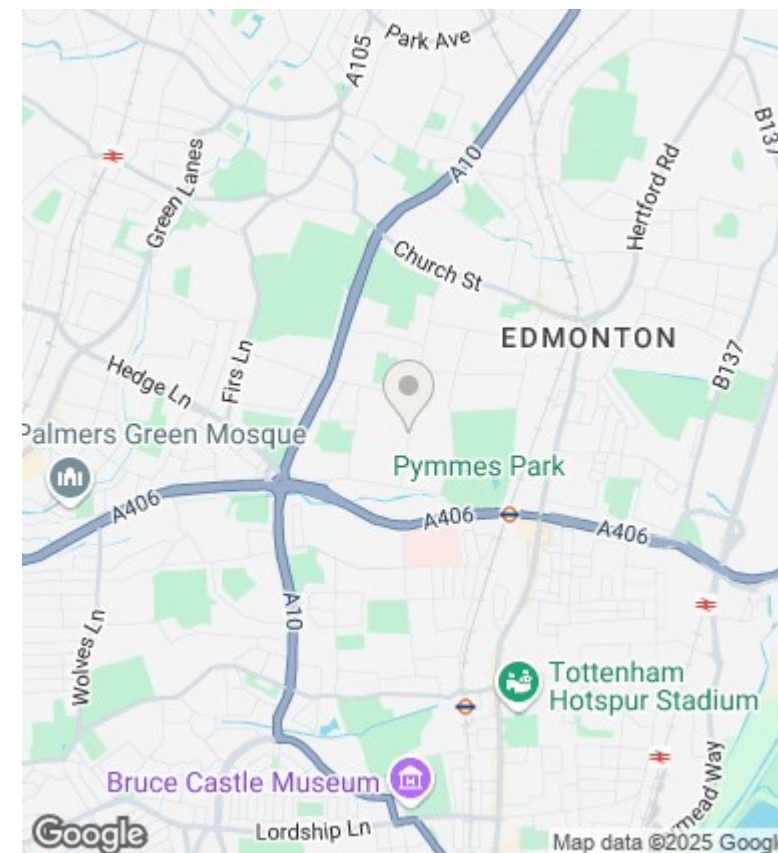 Park Ave
A105
B137
A10
Green Lanes
Hertford Rd
Church St
EDMONTON
Firs Ln
Hedge Ln
B137
Palmers Green Mosque
Pymmes Park
A406
A406
A406
A10
Wolves Ln
Tottenham
Hotspur Stadium
Bruce Castle Museum
mead Way
Lordship Ln
Google
Map data ©2025 Googl